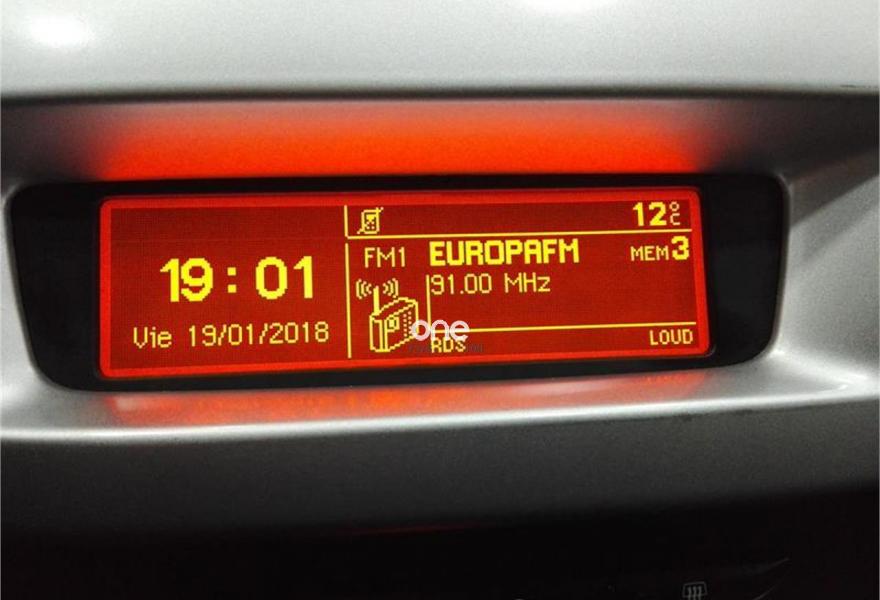 12°C
19:01
FM1 EUROPAFM MEM3
91.00 MHz
Vie 19/01/2018
one
RDS
LOUD